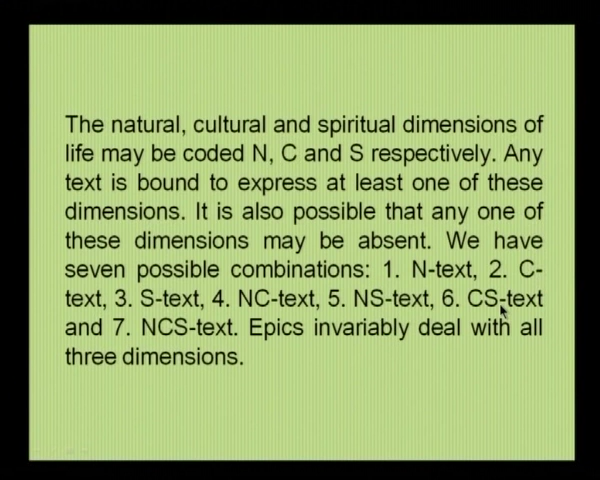 The natural, cultural and spiritual dimensions of
life may be coded N, C and S respectively. Any
text is bound to express at least one of these
dimensions. It is also possible that any one of
these dimensions may be absent. We have
seven possible combinations: 1. N-text, 2. C-
text, 3. S-text, 4. NC-text, 5. NS-text, 6. CS-text
and 7. NCS-text. Epics invariably deal with all
three dimensions.